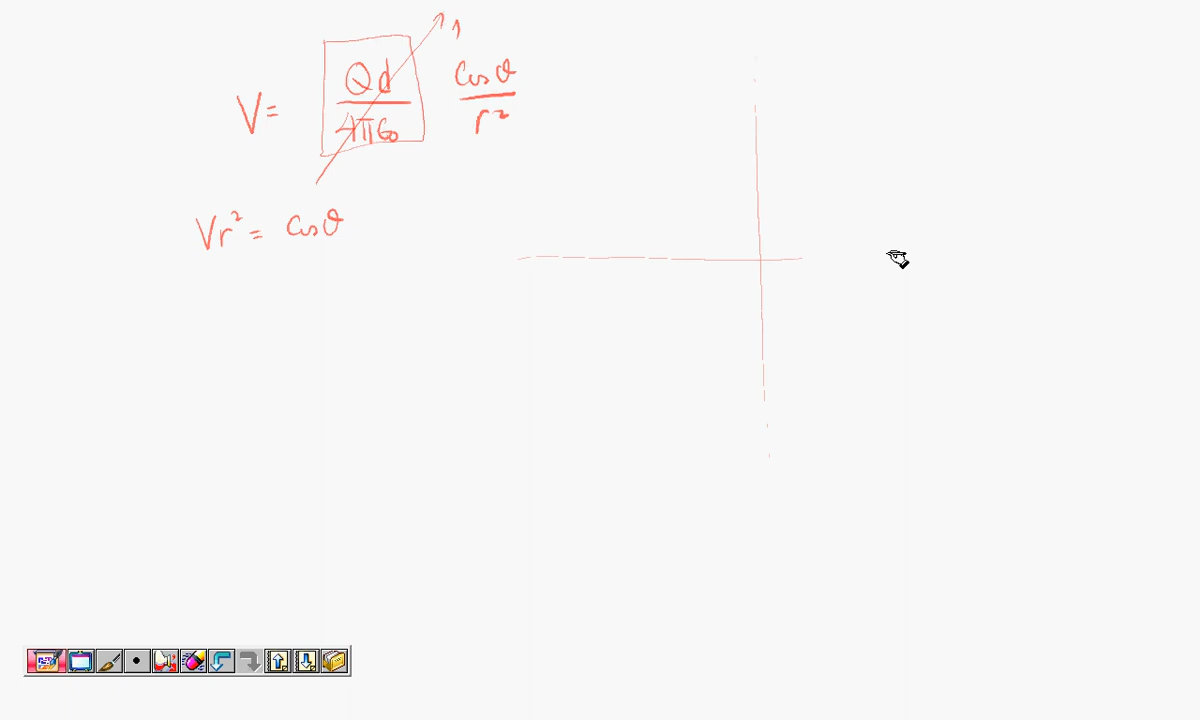 V = Qd/4πε₀ cosθ/r² 1
Vr² = cosθ